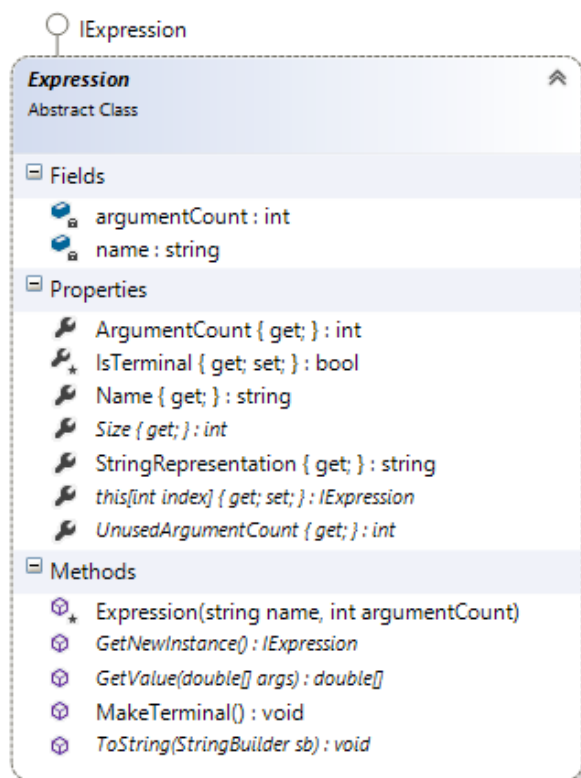 IExpression
Expression
Abstract Class
Fields
argumentCount : int
name : string
Properties
ArgumentCount { get; } : int
IsTerminal { get; set; } : bool
Name { get; } : string
Size { get; } : int
StringRepresentation { get; } : string
this[int index] { get; set; } : IExpression
UnusedArgumentCount { get; } : int
Methods
Expression(string name, int argumentCount)
GetNewInstance() : IExpression
GetValue(double[] args) : double[]
MakeTerminal() : void
ToString(StringBuilder sb) : void